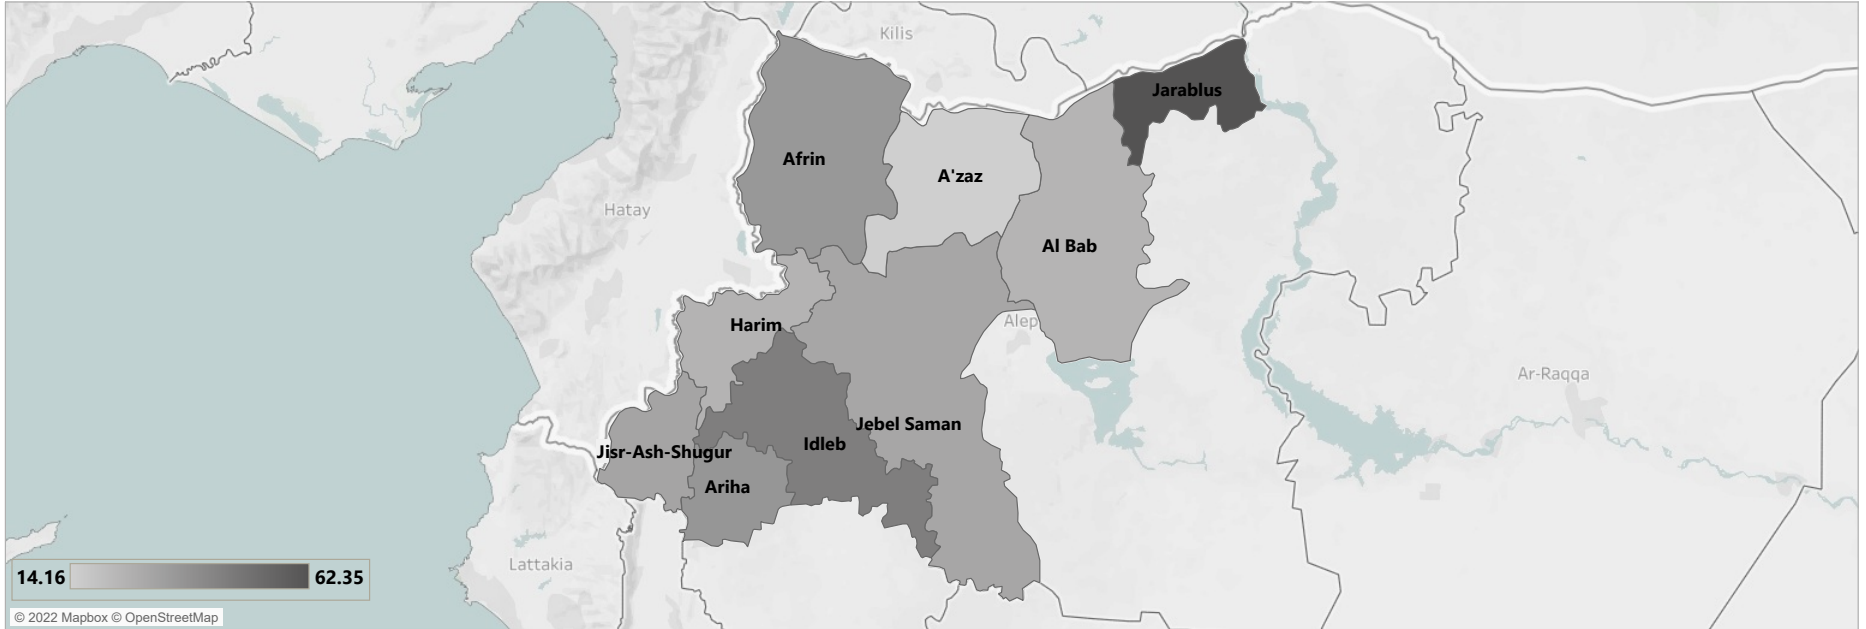 Kilis
Jarablus
Afrin
A'zaz
Hatay
Al Bab
Harim
Alep
Ar-Raqqa
Jebel Saman
Idleb
Jisr-Ash-Shugur
Ariha
Lattakia
14.16
62.35
© 2022 Mapbox © OpenStreetMap